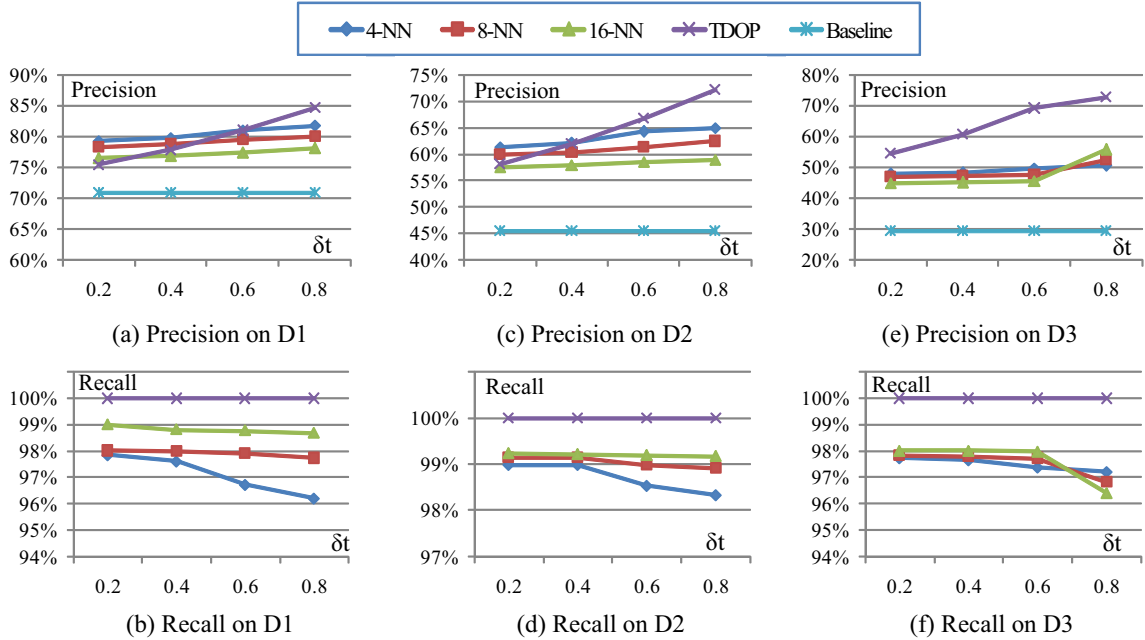 4-NN 8-NN 16-NN TDOP Baseline
Precision
90%
85%
80%
75%
70%
65%
60%
δt
0.2 0.4 0.6 0.8
(a) Precision on D1
Precision
75%
70%
65%
60%
55%
50%
45%
40%
δt
0.2 0.4 0.6 0.8
(c) Precision on D2
Precision
80%
70%
60%
50%
40%
30%
20%
δt
0.2 0.4 0.6 0.8
(e) Precision on D3
Recall
100%
99%
98%
97%
96%
95%
94%
δt
0.2 0.4 0.6 0.8
(b) Recall on D1
Recall
100%
99%
98%
97%
δt
0.2 0.4 0.6 0.8
(d) Recall on D2
Recall
100%
99%
98%
97%
96%
95%
94%
δt
0.2 0.4 0.6 0.8
(f) Recall on D3